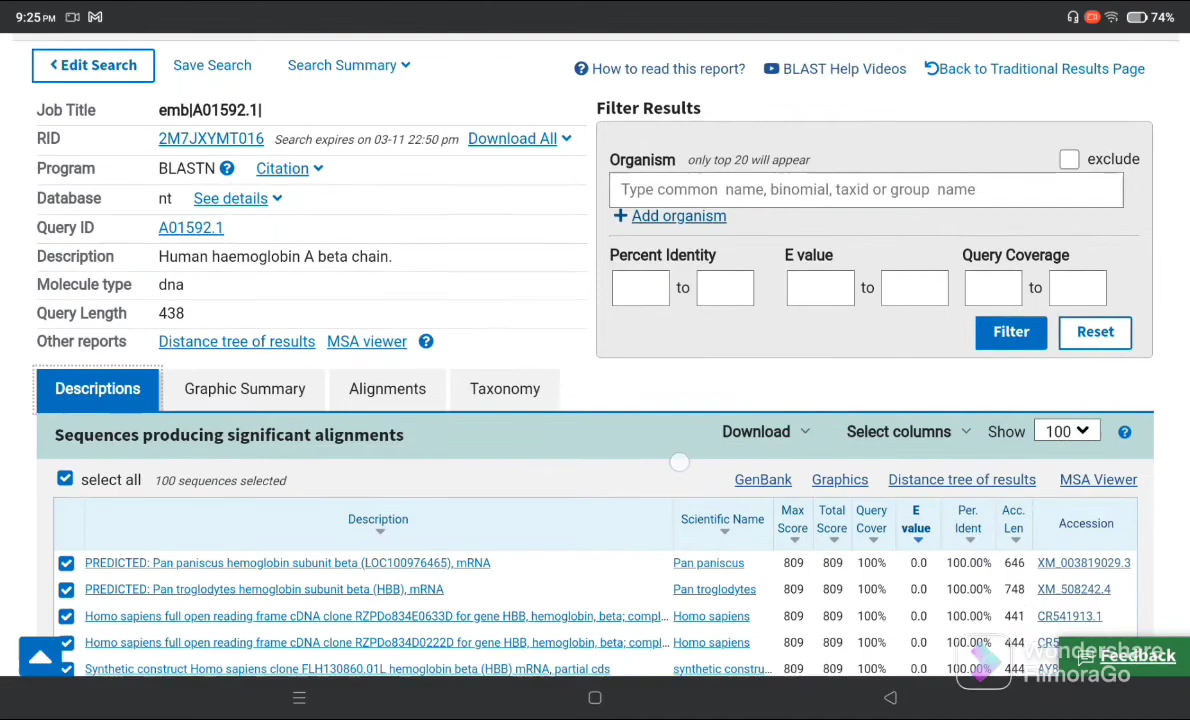 9:25 PM 74%
Edit Search Save Search Search Summary How to read this report? BLAST Help Videos Back to Traditional Results Page
Job Title emb|A01592.1|
RID 2M7JXYMT016 Search expires on 03-11 22:50 pm Download All
Program BLASTN ? Citation
Database nt See details
Query ID A01592.1
Description Human haemoglobin A beta chain.
Molecule type dna
Query Length 438
Other reports Distance tree of results MSA viewer ?
Filter Results
Organism only top 20 will appear exclude
Type common name, binomial, taxid or group name
+ Add organism
Percent Identity E value Query Coverage
to to to
Filter Reset
Descriptions Graphic Summary Alignments Taxonomy
Sequences producing significant alignments Download Select columns Show 100 ?
select all 100 sequences selected GenBank Graphics Distance tree of results MSA Viewer
Description Scientific Name Max Score Total Score Query Cover E value Per. Ident Acc. Len Accession
PREDICTED: Pan paniscus hemoglobin subunit beta (LOC100976465), mRNA Pan paniscus 809 809 100% 0.0 100.00% 646 XM_003819029.3
PREDICTED: Pan troglodytes hemoglobin subunit beta (HBB), mRNA Pan troglodytes 809 809 100% 0.0 100.00% 748 XM_508242.4
Homo sapiens full open reading frame cDNA clone RZPDo834E0633D for gene HBB, hemoglobin, beta; compl... Homo sapiens 809 809 100% 0.0 100.00% 441 CR541913.1
Homo sapiens full open reading frame cDNA clone RZPDo834D0222D for gene HBB, hemoglobin, beta; compl... Homo sapiens 809 809 100% 0.0 100.00% 444
Synthetic construct Homo sapiens clone FLH130860.01L hemoglobin beta (HBB) mRNA, partial cds synthetic constru... 809 809 100% 0.0 100.00% 444
Feedback
Wondershare
FilmoraGo